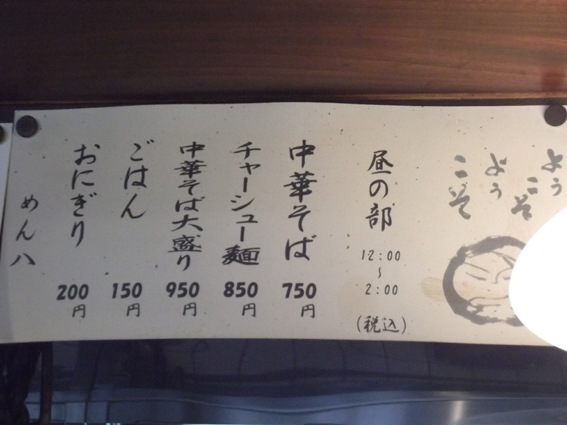 ようこそ
ようこそ
昼の部
12:00
〜
2:00
(税込)
中華そば
750円
チャーシュー麺
850円
中華そば大盛り
950円
ごはん
150円
おにぎり
200円
めん八